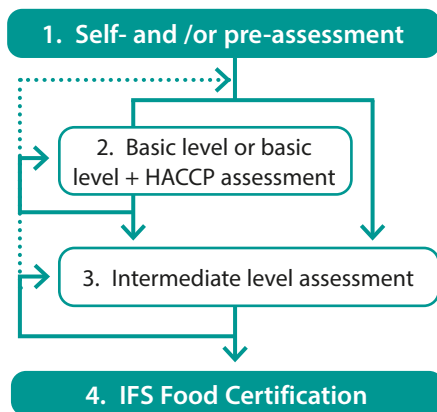 1. Self- and /or pre-assessment
2. Basic level or basic
level + HACCP assessment
3. Intermediate level assessment
4. IFS Food Certification